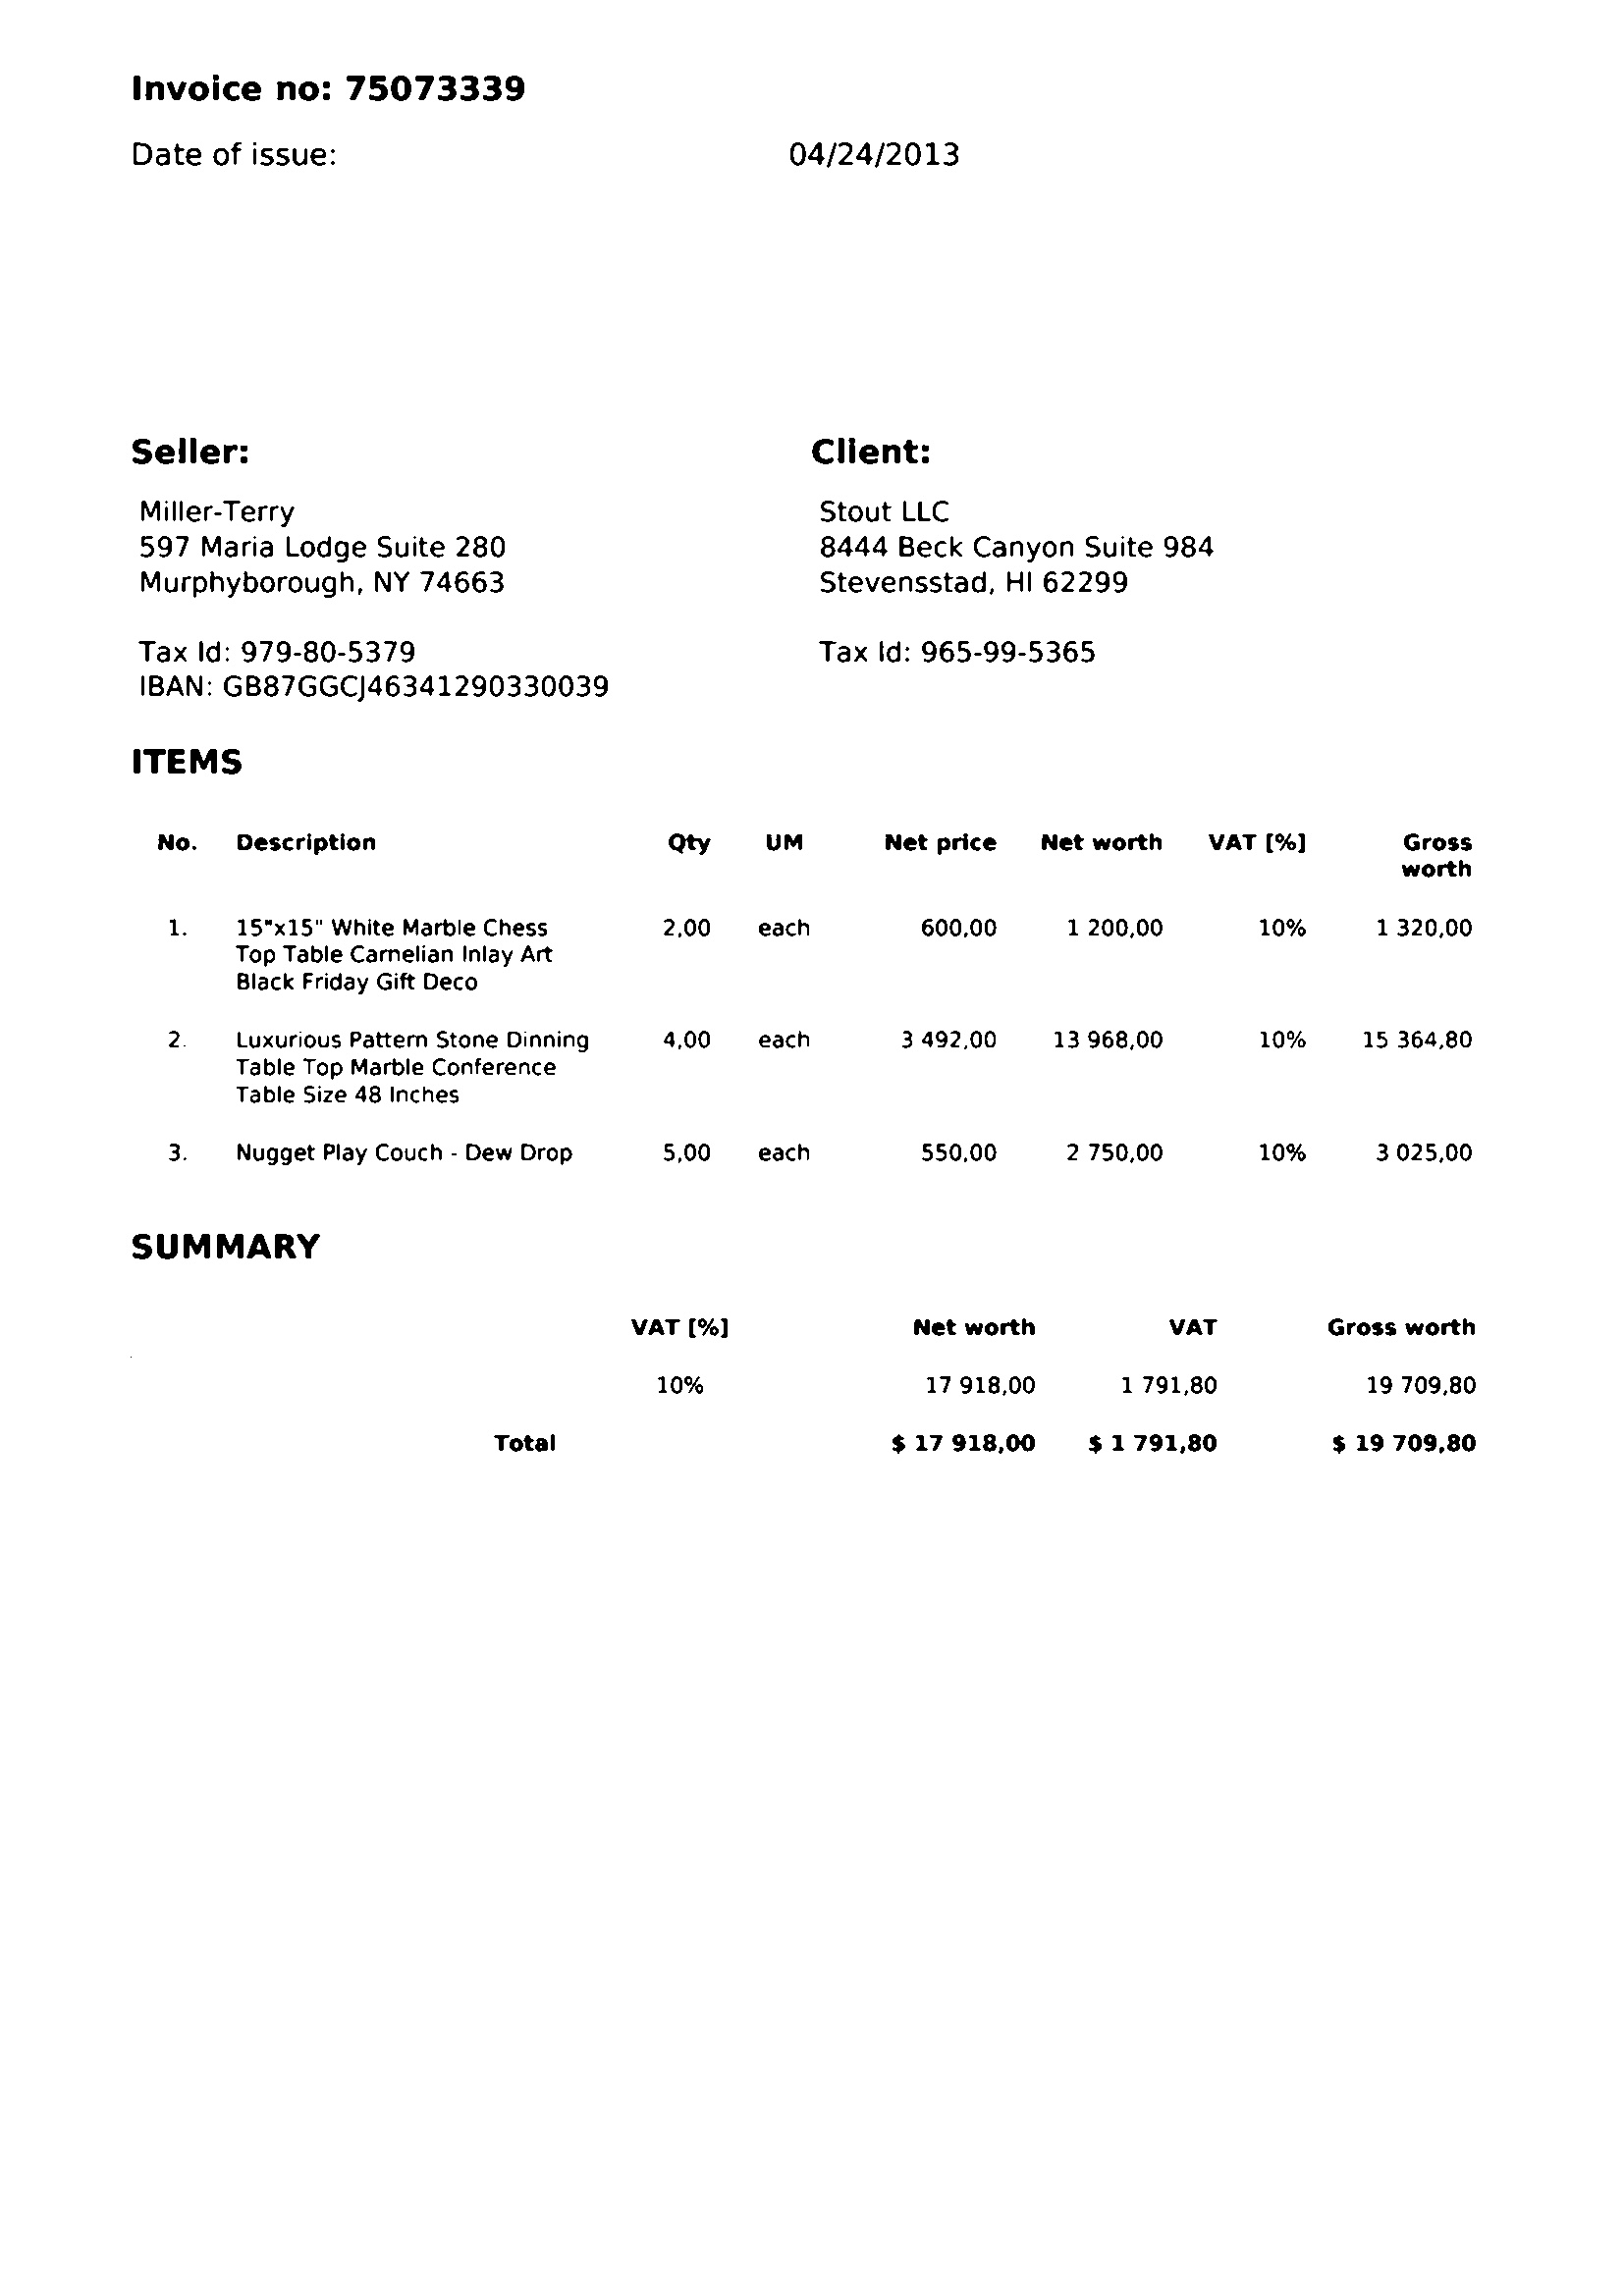 Invoice no: 75073339
Date of issue: 04/24/2013
Seller:
Miller-Terry
597 Maria Lodge Suite 280
Murphyborough, NY 74663
Tax Id: 979-80-5379
IBAN: GB87GGCJ46341290330039
Client:
Stout LLC
8444 Beck Canyon Suite 984
Stevensstad, HI 62299
Tax Id: 965-99-5365
ITEMS
No. Description Qty UM Net price Net worth VAT [%] Gross
worth
1. 15"x15" White Marble Chess 2,00 each 600,00 1 200,00 10% 1 320,00
Top Table Carnelian Inlay Art
Black Friday Gift Deco
2. Luxurious Pattern Stone Dinning 4,00 each 3 492,00 13 968,00 10% 15 364,80
Table Top Marble Conference
Table Size 48 Inches
3. Nugget Play Couch - Dew Drop 5,00 each 550,00 2 750,00 10% 3 025,00
SUMMARY
VAT [%] Net worth VAT Gross worth
10% 17 918,00 1 791,80 19 709,80
Total $ 17 918,00 $ 1 791,80 $ 19 709,80